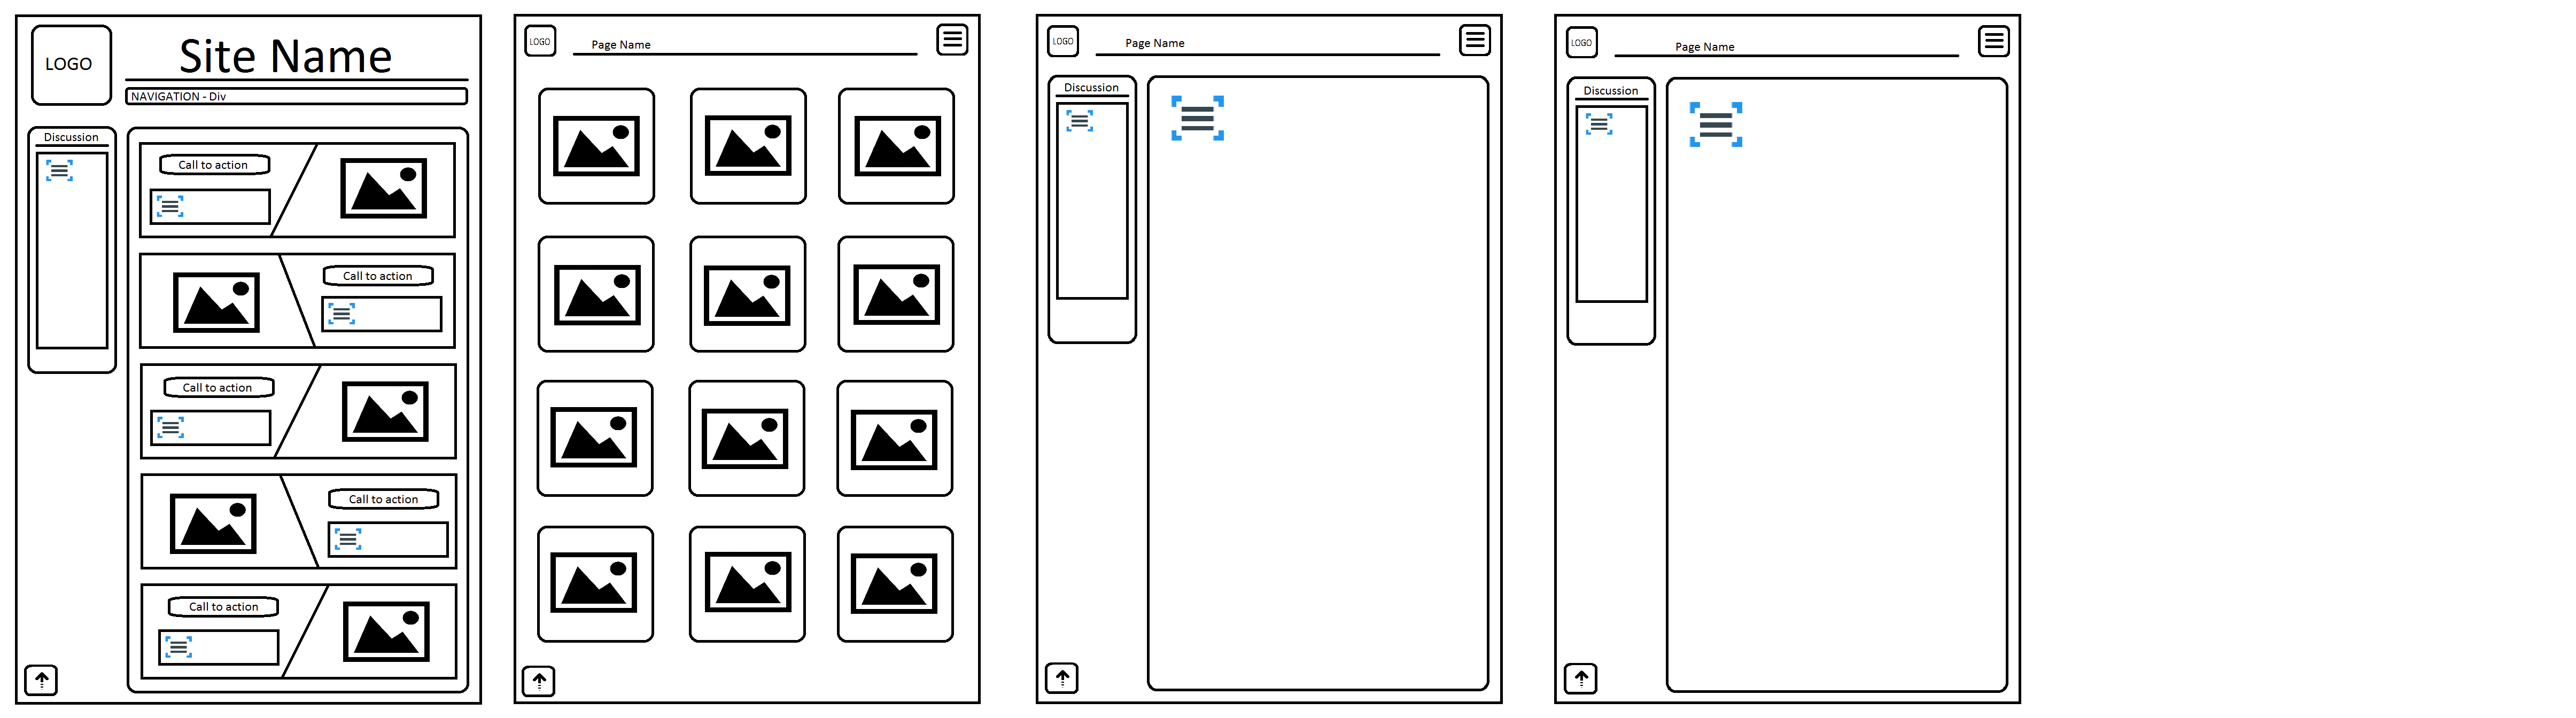 LOGO
Site Name
NAVIGATION - Div
Discussion
Call to action
Call to action
Call to action
Call to action
Call to action
LOGO
Page Name
LOGO
Page Name
Discussion
LOGO
Page Name
Discussion